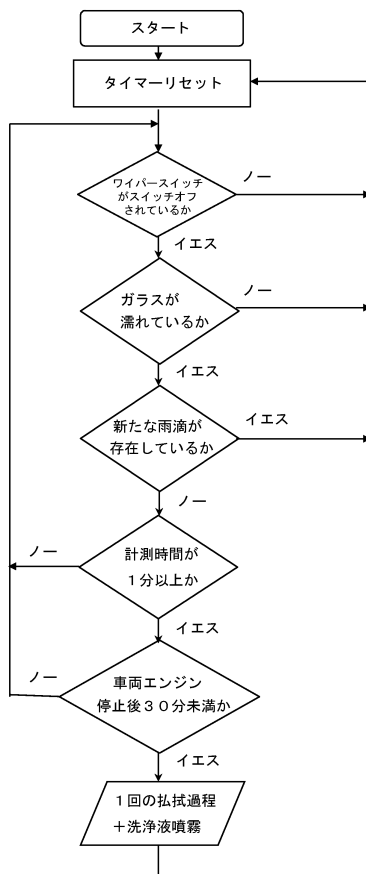 スタート
タイマーリセット
ワイパースイッチ
がスイッチオフ
されているか
ノー
イエス
ガラスが
濡れているか
ノー
イエス
新たな雨滴が
存在しているか
イエス
ノー
計測時間が
１分以上か
ノー
イエス
車両エンジン
停止後３０分未満か
ノー
イエス
１回の払拭過程
＋洗浄液噴霧